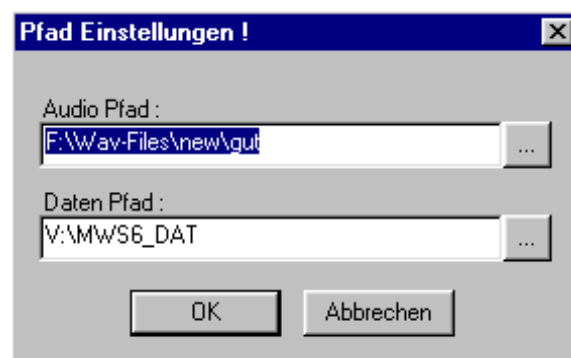 Pfad Einstellungen !
Audio Pfad :
F:\Wav-Files\new\gut
...
Daten Pfad :
V:\MWS6_DAT
...
OK
Abbrechen